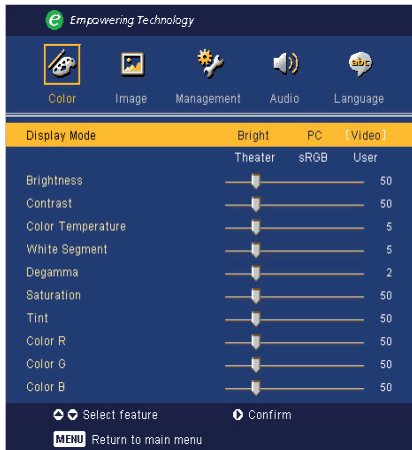 e Empowering Technology
Color Image Management Audio Language
abc
Display Mode Bright PC [Video]
Theater sRGB User
Brightness 50
Contrast 50
Color Temperature 5
White Segment 5
Degamma 2
Saturation 50
Tint 50
Color R 50
Color G 50
Color B 50
Select feature Confirm
MENU Return to main menu